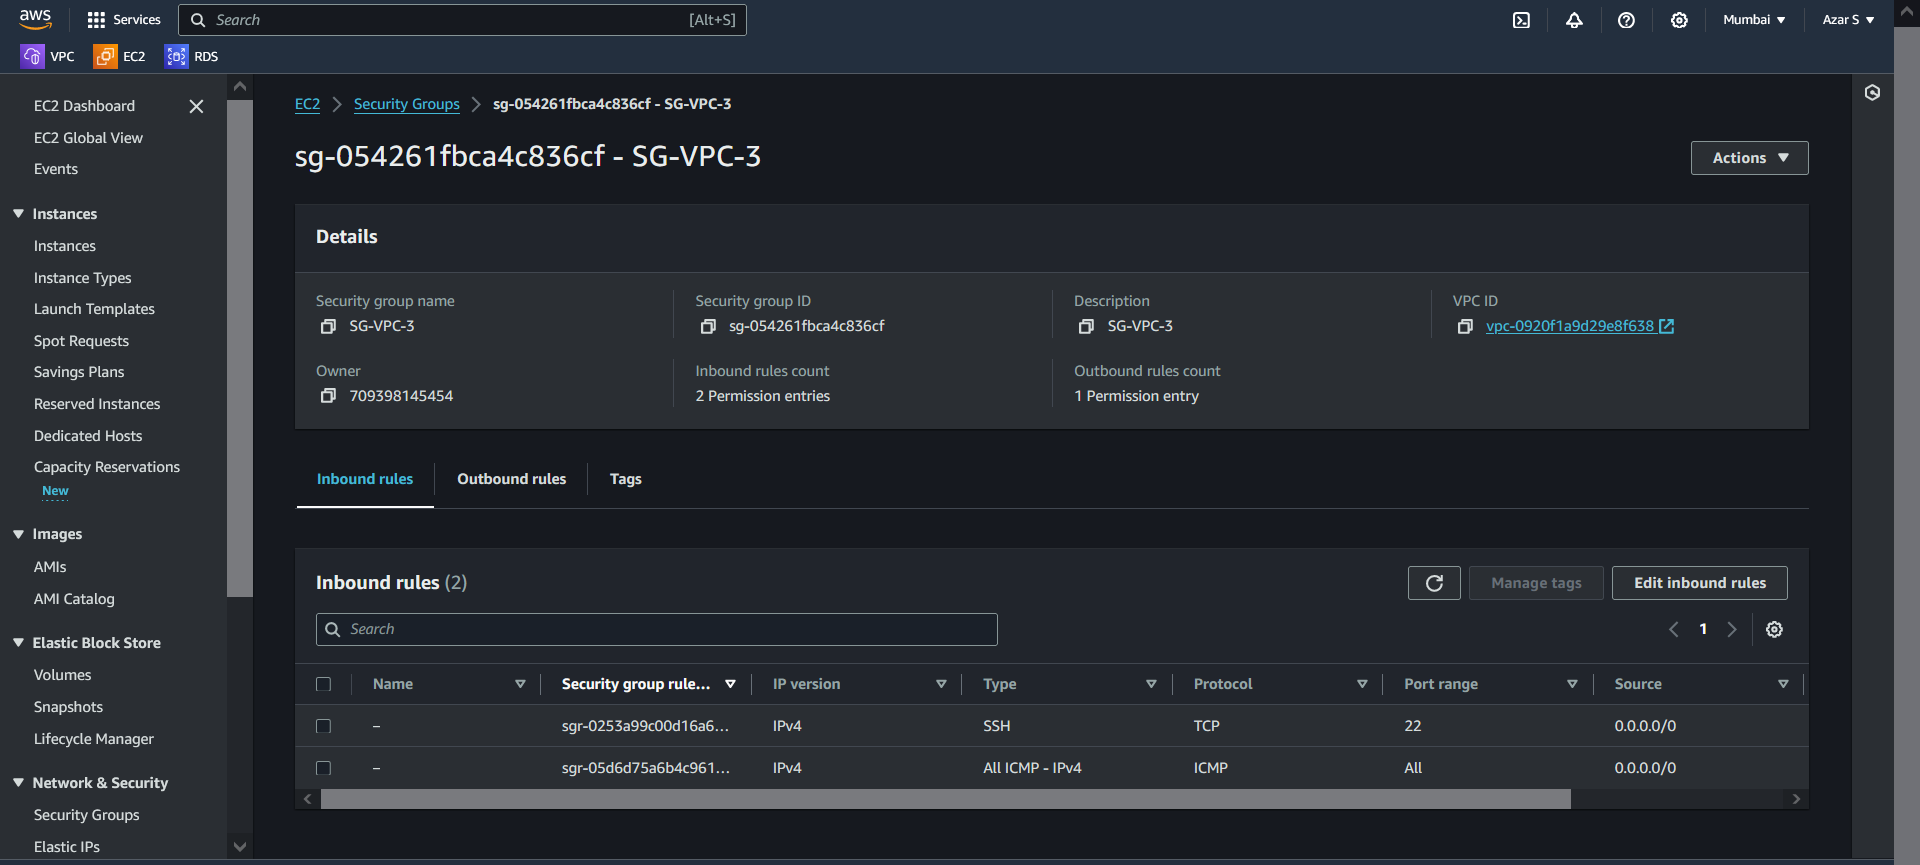 aws
Services
Search
[Alt+S]
Mumbai
Azar S
VPC
EC2
RDS
EC2 Dashboard
EC2 Global View
Events
Instances
Instances
Instance Types
Launch Templates
Spot Requests
Savings Plans
Reserved Instances
Dedicated Hosts
Capacity Reservations
New
Images
AMIs
AMI Catalog
Elastic Block Store
Volumes
Snapshots
Lifecycle Manager
Network & Security
Security Groups
Elastic IPs
EC2 > Security Groups > sg-054261fbca4c836cf - SG-VPC-3
sg-054261fbca4c836cf - SG-VPC-3
Actions
Details
Security group name
SG-VPC-3
Security group ID
sg-054261fbca4c836cf
Description
SG-VPC-3
VPC ID
vpc-0920f1a9d29e8f638
Owner
709398145454
Inbound rules count
2 Permission entries
Outbound rules count
1 Permission entry
Inbound rules
Outbound rules
Tags
Inbound rules (2)
Manage tags
Edit inbound rules
Search
1
Name Security group rule... IP version Type Protocol Port range Source
– sgr-0253a99c00d16a6... IPv4 SSH TCP 22 0.0.0.0/0
– sgr-05d6d75a6b4c961... IPv4 All ICMP - IPv4 ICMP All 0.0.0.0/0